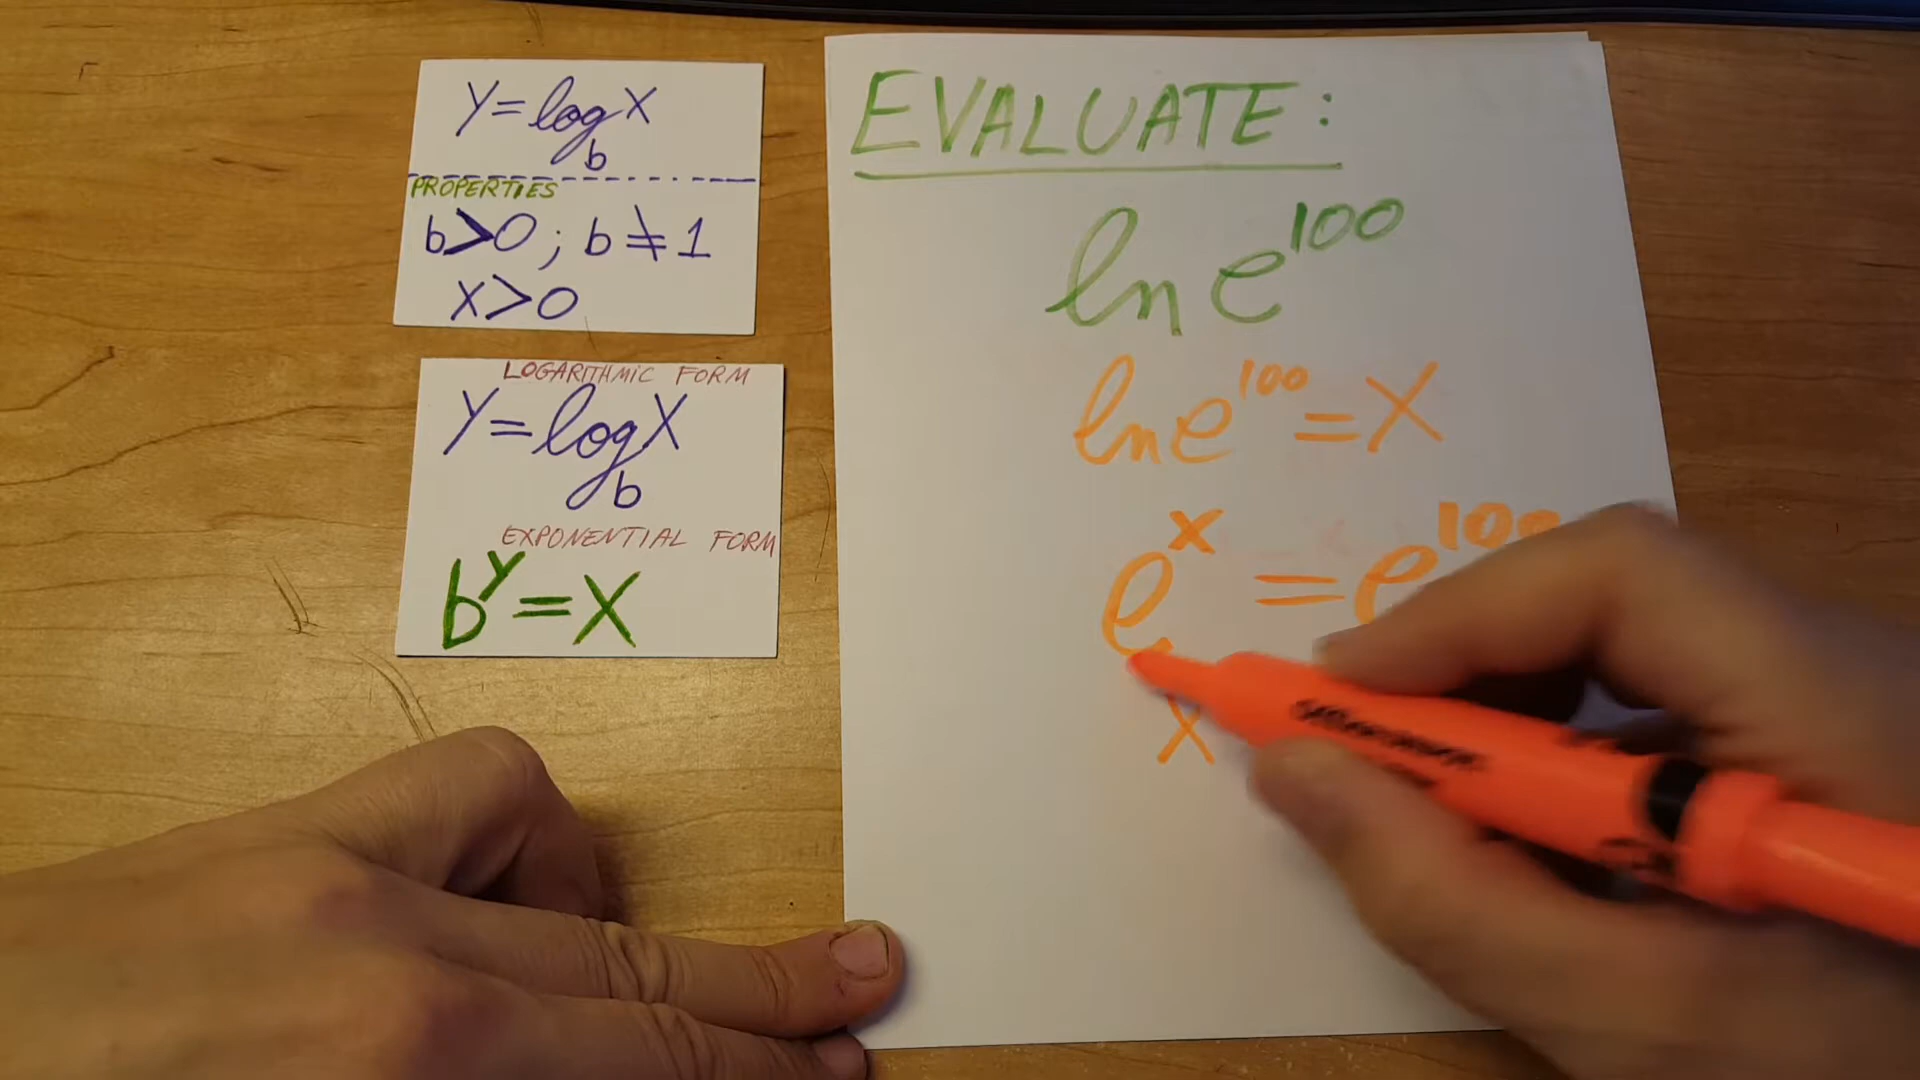 y=log_b x
PROPERTIES
b>0; b≠1
x>0
LOGARITHMIC FORM
y=log_b x
EXPONENTIAL FORM
b^y=x
EVALUATE:
ln e^100
ln e^100=x
e^x = e^100
x